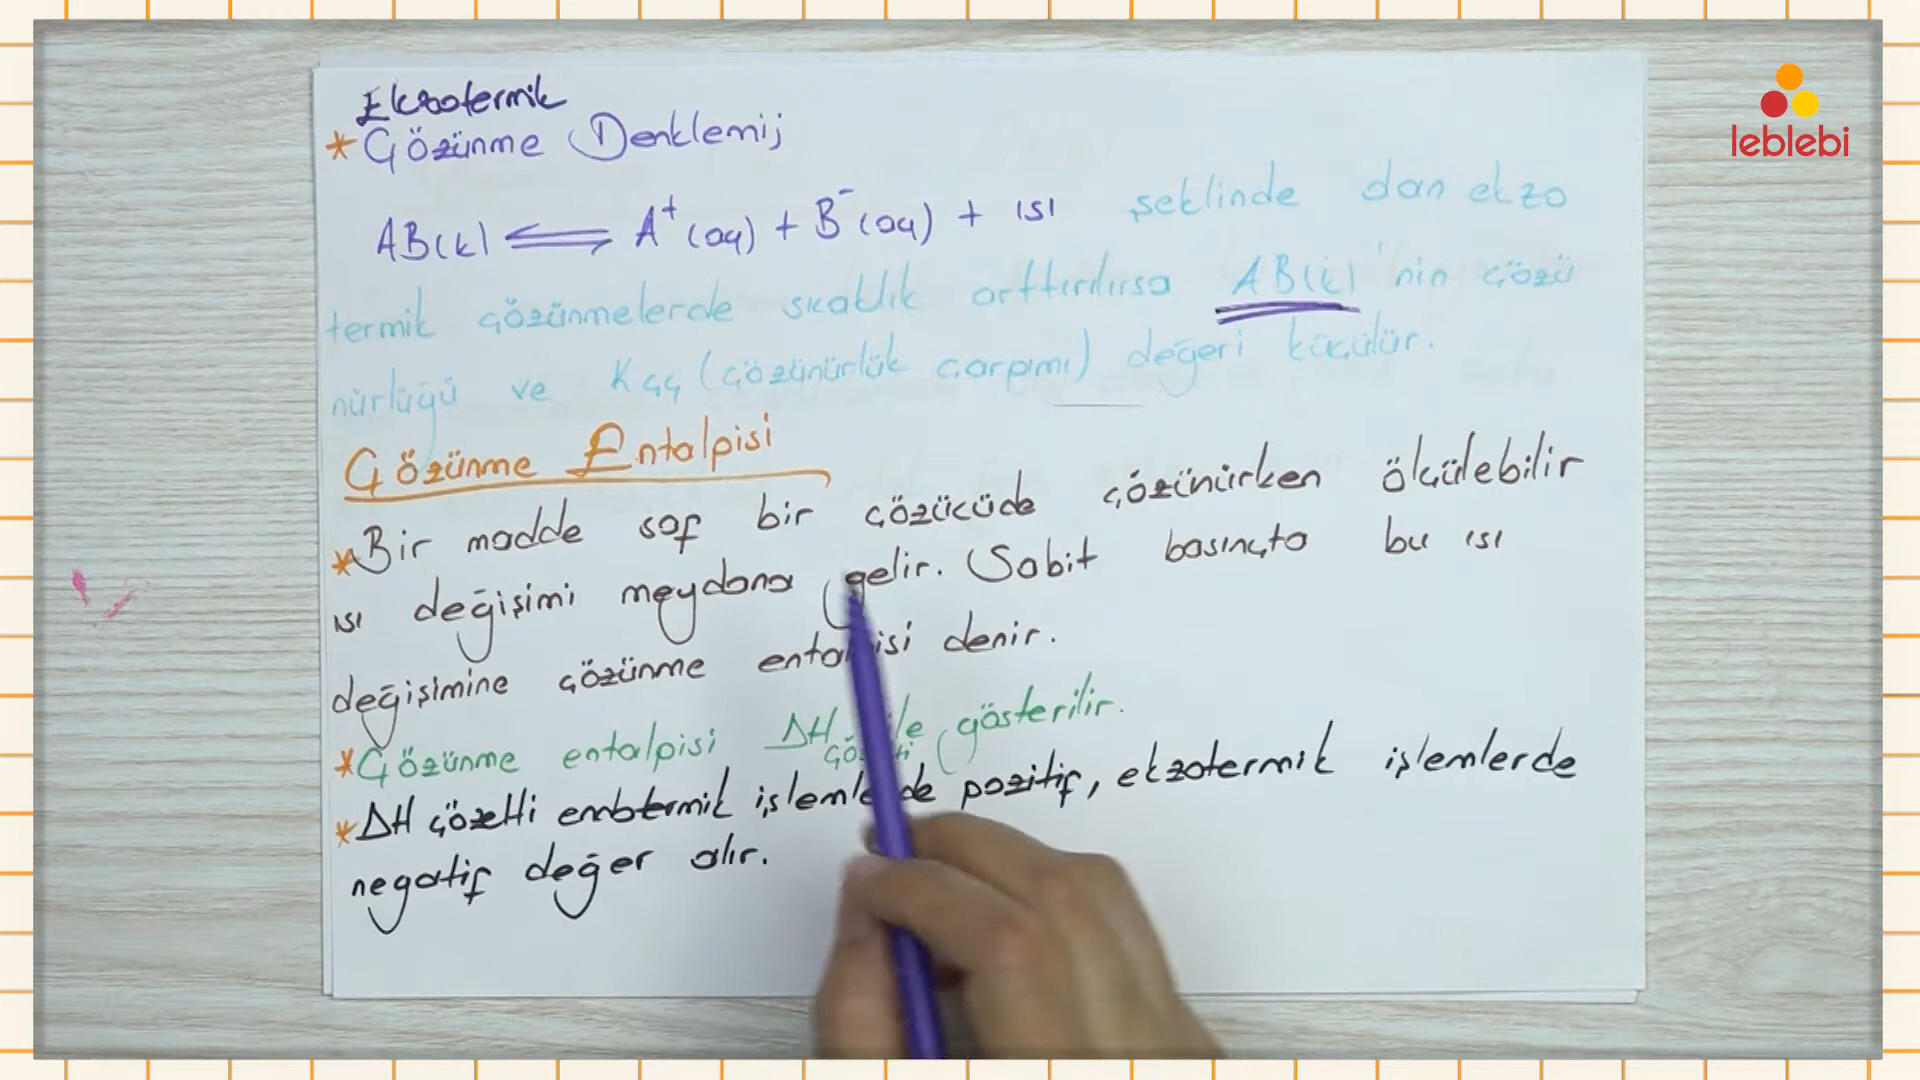 Ekzotermik
* Çözünme Denklemi;
AB(k) ⇌ A⁺(aq) + B⁻(aq) + ısı şeklinde olan ekzo
termik çözünmelerde sıcaklık arttırılırsa AB(k)'nin çözü
nürlüğü ve Kçç (çözünürlük çarpımı) değeri küçülür.
Çözünme Entalpisi
* Bir madde saf bir çözücüde çözünürken ölçülebilir
ısı değişimi meydana gelir. Sabit basınçta bu ısı
değişimine çözünme entalpisi denir.
* Çözünme entalpisi ΔH ile gösterilir.
* ΔH çözelti endotermik işlemlerde pozitif, ekzotermik işlemlerde
negatif değer alır.
leblebi